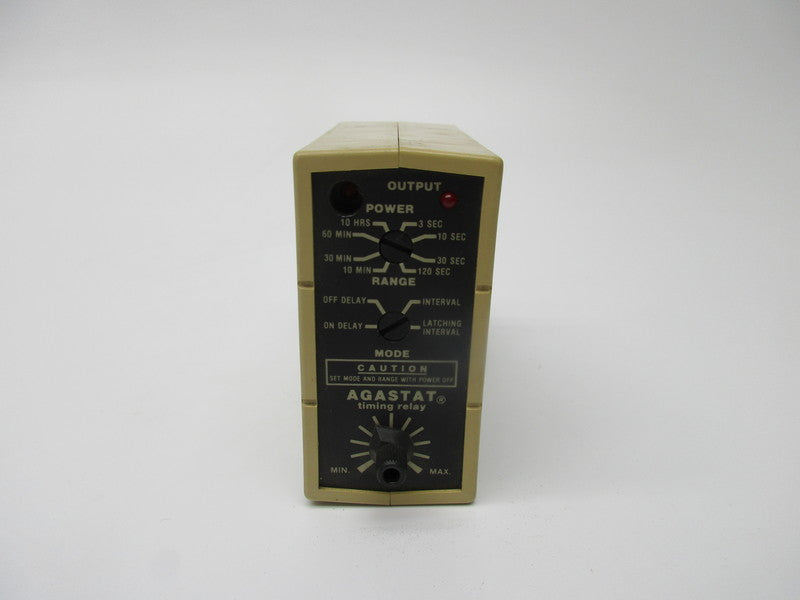 OUTPUT
POWER
10 HRS 3 SEC
60 MIN 10 SEC
30 MIN 30 SEC
10 MIN 120 SEC
RANGE
OFF DELAY INTERVAL
ON DELAY LATCHING
INTERVAL
MODE
CAUTION
SET MODE AND RANGE WITH POWER OFF
AGASTAT®
timing relay
MIN. MAX.